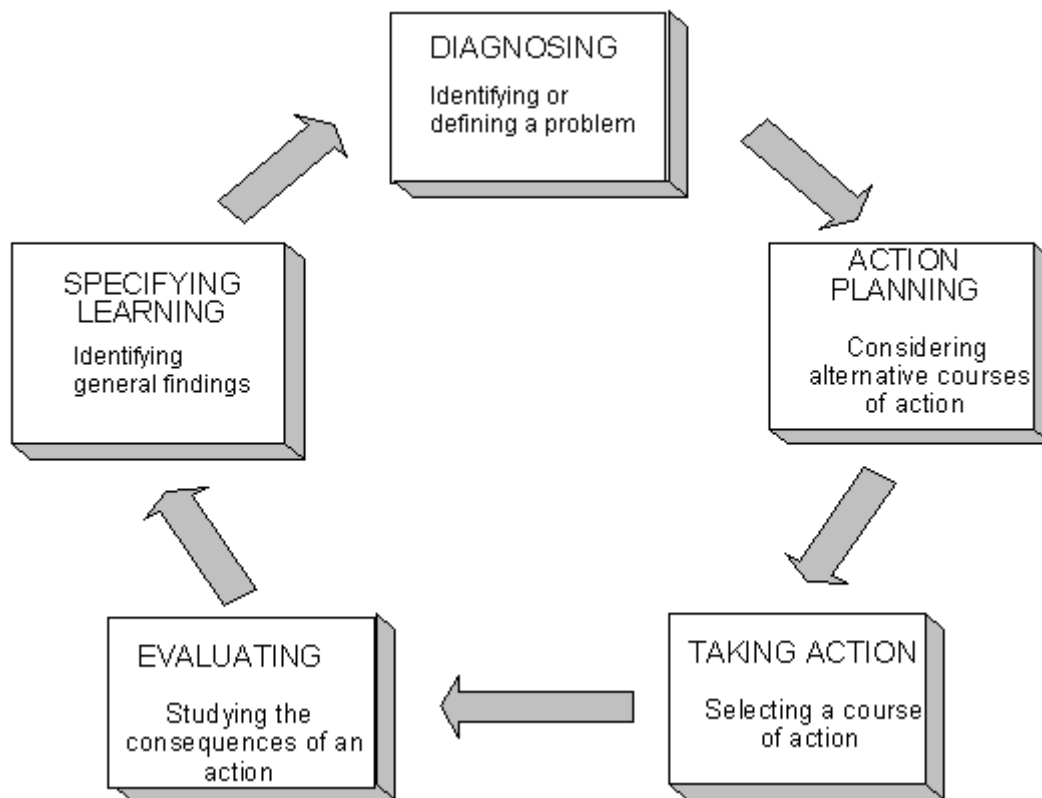 DIAGNOSING
Identifying or
defining a problem
ACTION
PLANNING
Considering
alternative courses
of action
TAKING ACTION
Selecting a course
of action
EVALUATING
Studying the
consequences of an
action
SPECIFYING
LEARNING
Identifying
general findings